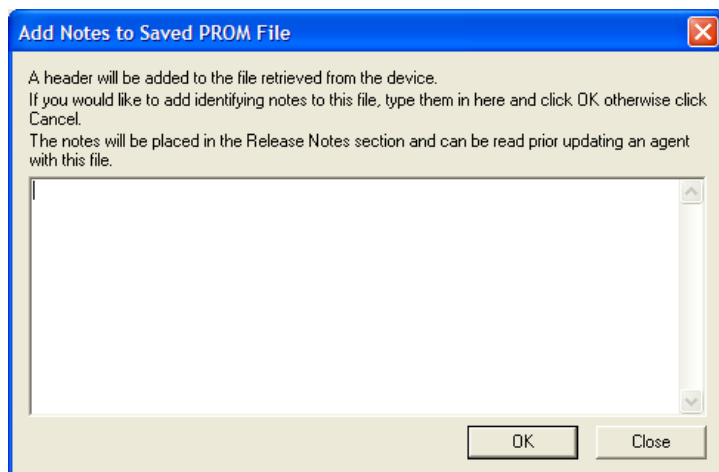 Add Notes to Saved PROM File
A header will be added to the file retrieved from the device.
If you would like to add identifying notes to this file, type them in here and click OK otherwise click
Cancel.
The notes will be placed in the Release Notes section and can be read prior updating an agent
with this file.
OK
Close